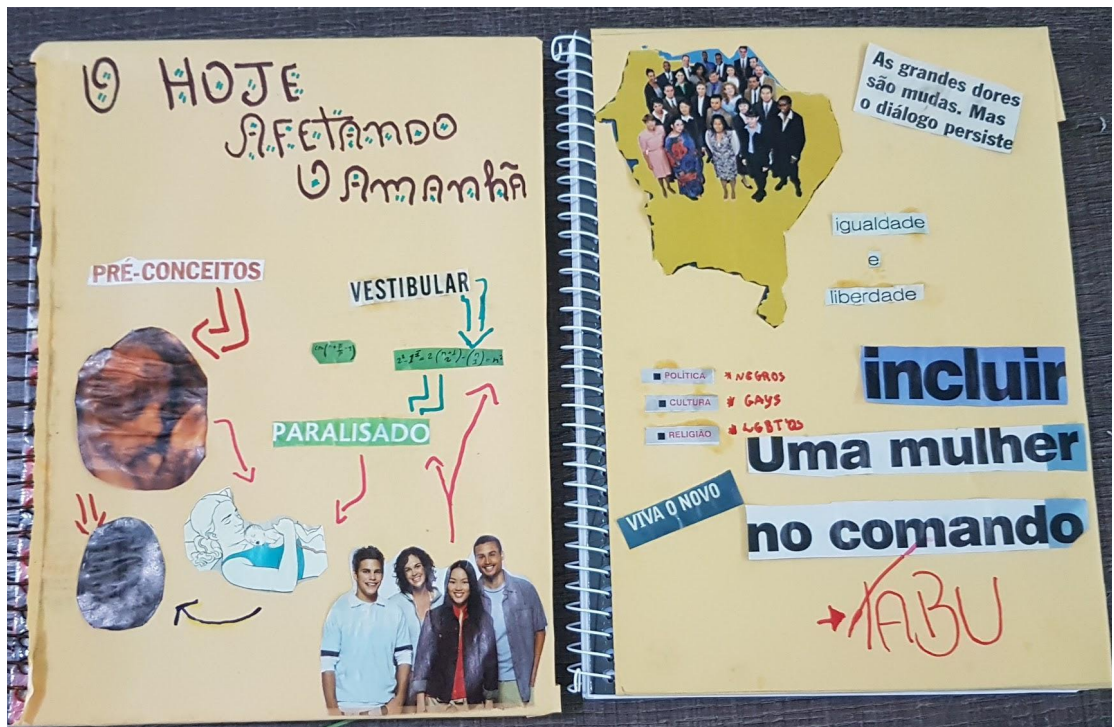 O HOJE
AFETANDO
O AMANHÃ
PRÉ-CONCEITOS
VESTIBULAR
PARALISADO
As grandes dores
são mudas. Mas
o diálogo persiste
igualdade
e
liberdade
POLÍTICA * NEGROS
CULTURA * GAYS
RELIGIÃO * LGBT'QS
incluir
Uma mulher
VIVA O NOVO
no comando
TABU